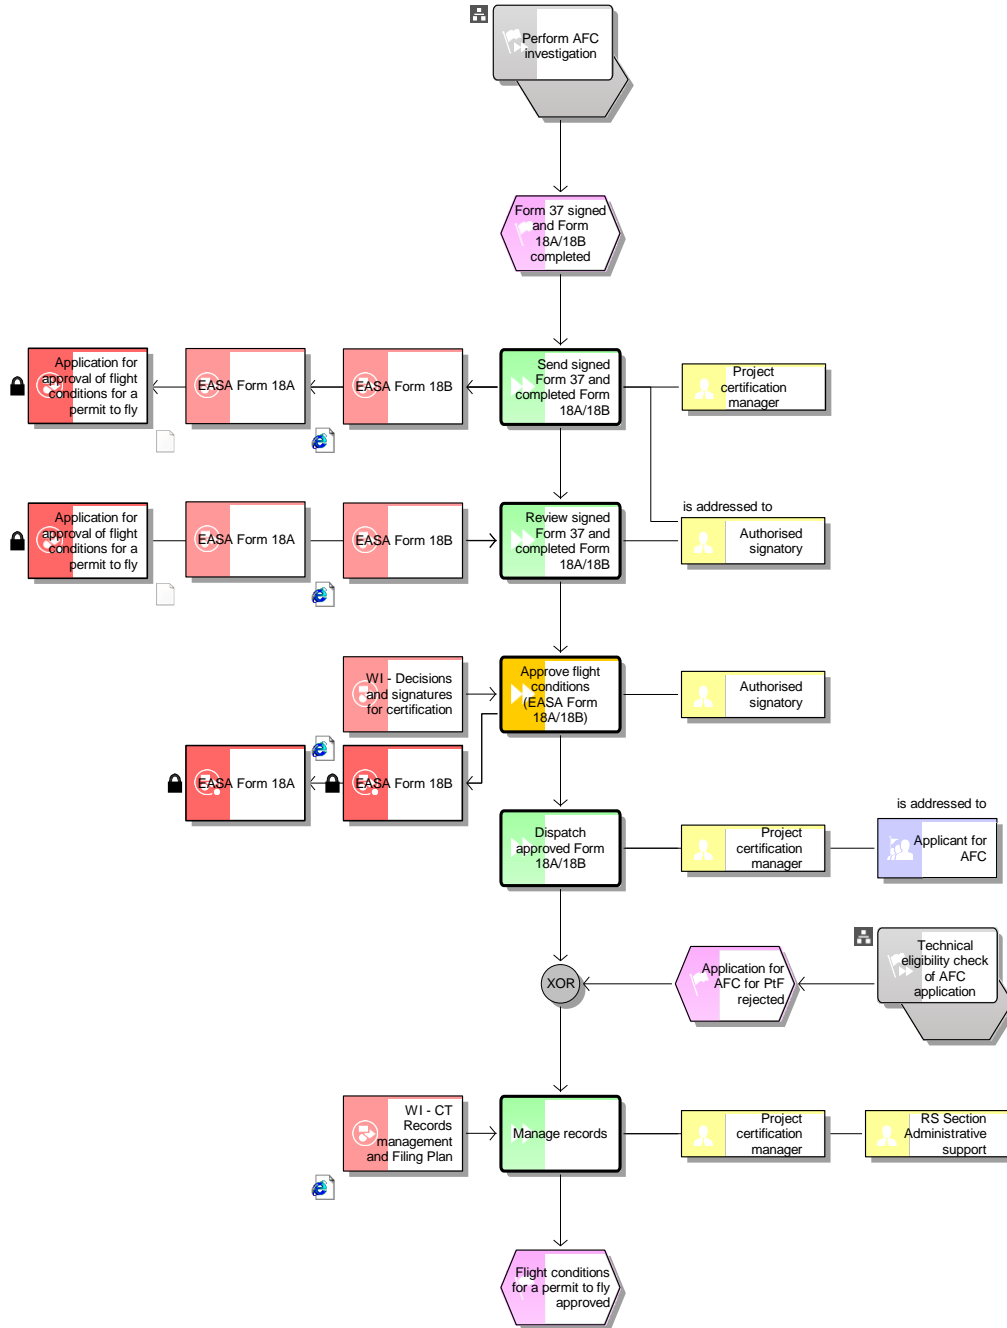 Perform AFC
investigation
Form 37 signed
and Form
18A/18B
completed
Application for
approval of flight
conditions for a
permit to fly
EASA Form 18A
EASA Form 18B
Send signed
Form 37 and
completed Form
18A/18B
Project
certification
manager
is addressed to
Application for
approval of flight
conditions for a
permit to fly
EASA Form 18A
EASA Form 18B
Review signed
Form 37 and
completed Form
18A/18B
Authorised
signatory
WI - Decisions
and signatures
for certification
Approve flight
conditions
(EASA Form
18A/18B)
Authorised
signatory
EASA Form 18A
EASA Form 18B
is addressed to
Dispatch
approved Form
18A/18B
Project
certification
manager
Applicant for
AFC
XOR
Application for
AFC for PtF
rejected
Technical
eligibility check
of AFC
application
WI - CT
Records
management
and Filing Plan
Manage records
Project
certification
manager
RS Section
Administrative
support
Flight conditions
for a permit to fly
approved